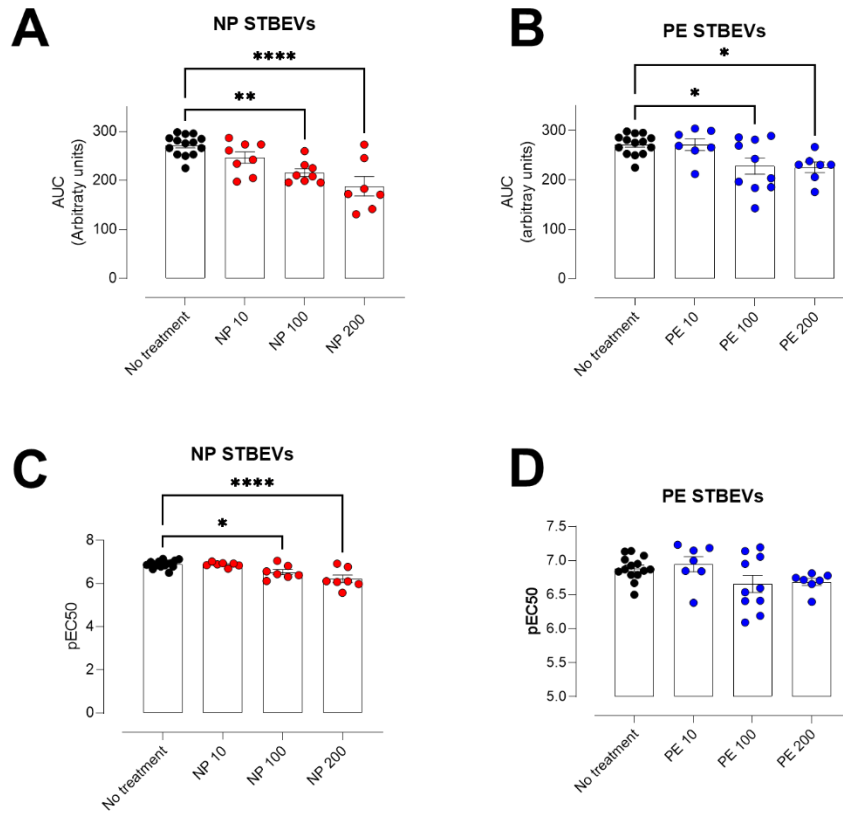 A
NP STBEVs
****
**
300
200
100
0
AUC
(Arbitraty units)
No treatment
NP 10
NP 100
NP 200
B
PE STBEVs
*
*
300
200
100
0
AUC
(arbitray units)
No treatment
PE 10
PE 100
PE 200
C
NP STBEVs
****
*
8
6
4
2
0
pEC50
No treatment
NP 10
NP 100
NP 200
D
PE STBEVs
7.5
7.0
6.5
6.0
5.5
5.0
pEC50
No treatment
PE 10
PE 100
PE 200